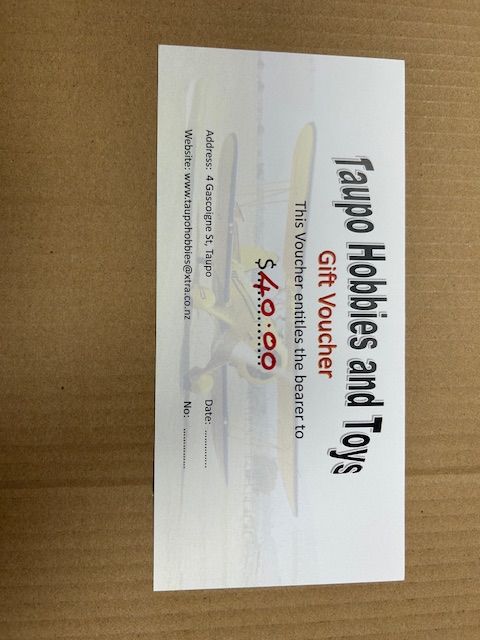 Taupo Hobbies and Toys
Gift Voucher
This Voucher entitles the bearer to
$40.00
Address: 4 Gascoigne St, Taupo
Date: ..............
Website: www.taupohobbies@xtra.co.nz
No: ..............